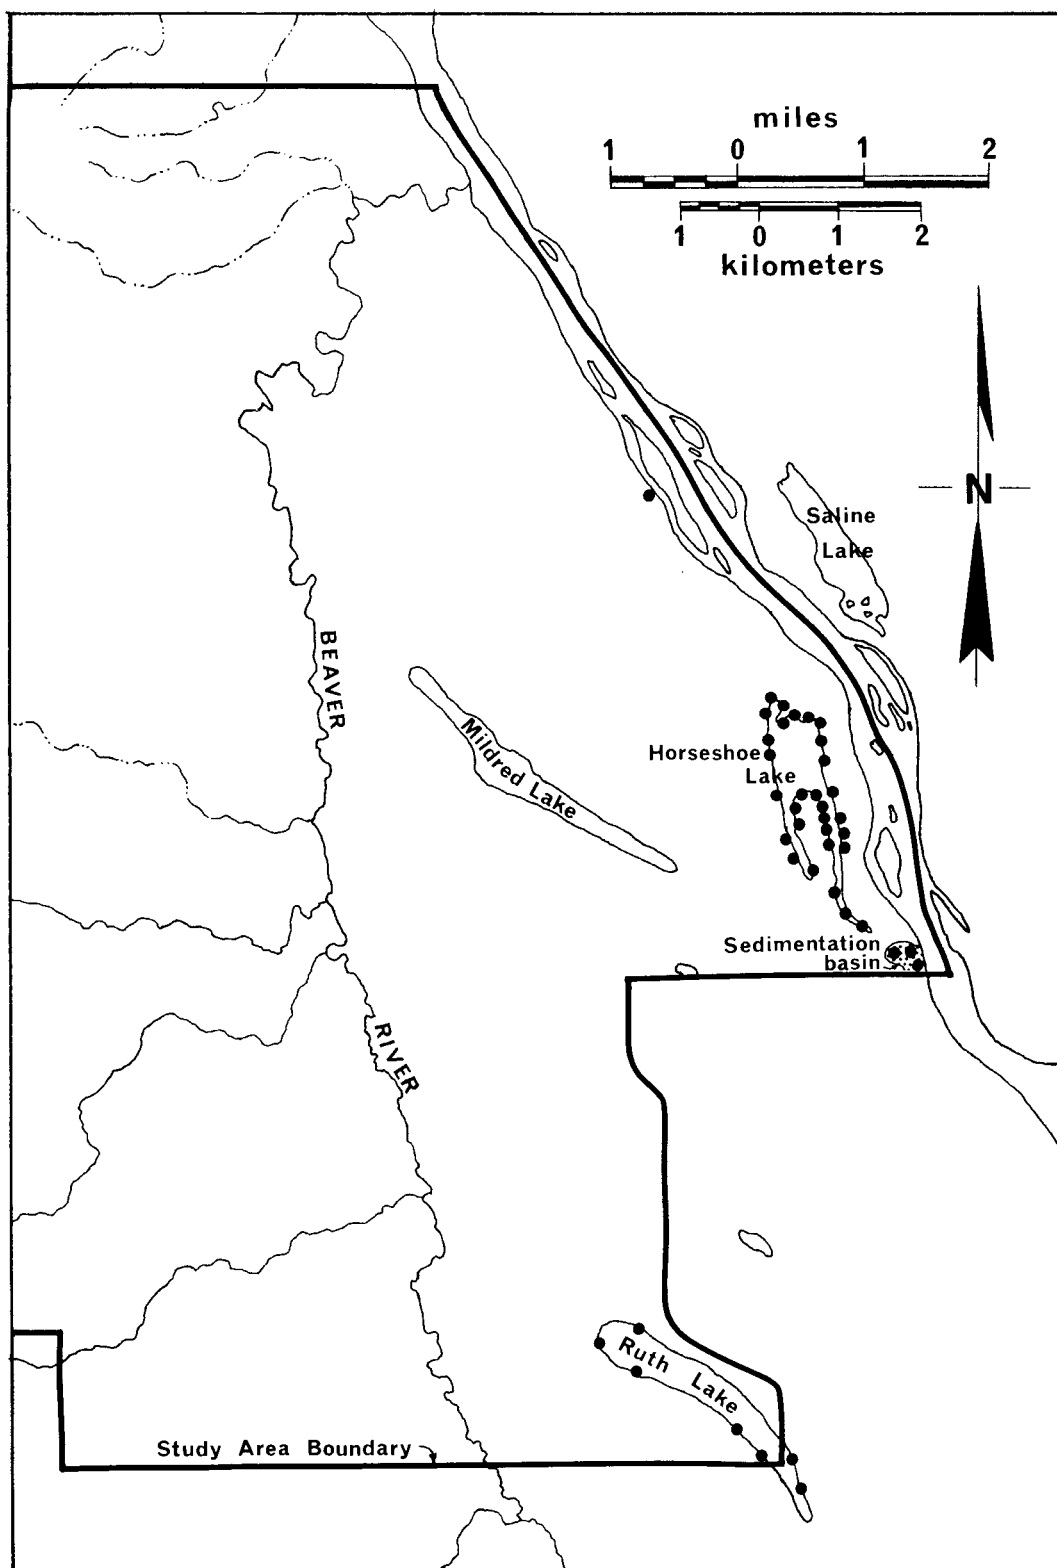 miles
1 0 1 2
1 0 1 2
kilometers
N
Saline
Lake
BEAVER
Mildred Lake
Horseshoe
Lake
Sedimentation
basin
RIVER
Ruth Lake
Study Area Boundary